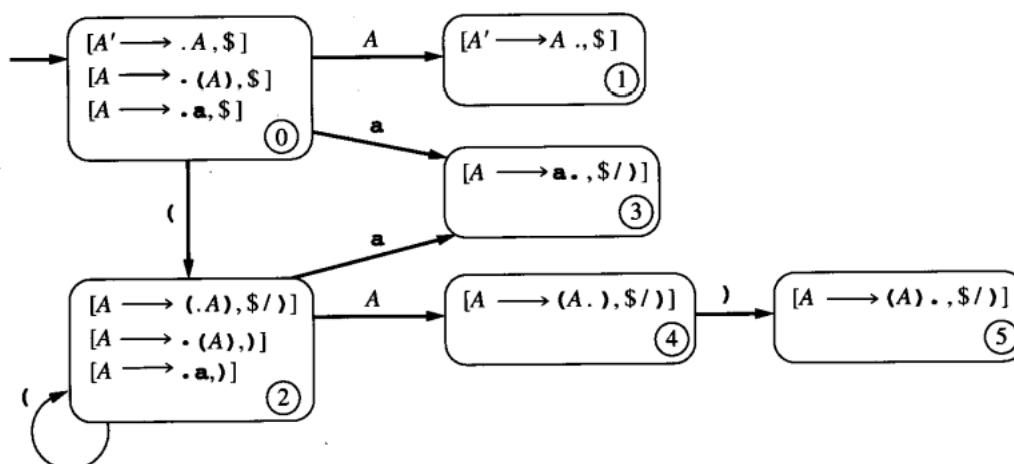 [A′ ⟶ .A,$]
[A ⟶ .(A),$]
[A ⟶ .a,$]
0
A
[A′ ⟶ A.,$]
1
a
[A ⟶ a.,$/)]
3
(
a
[A ⟶ (.A),$/)]
[A ⟶ .(A),)]
[A ⟶ .a,)]
2
(
A
[A ⟶ (A.),$/)]
4
)
[A ⟶ (A).,$/)]
5